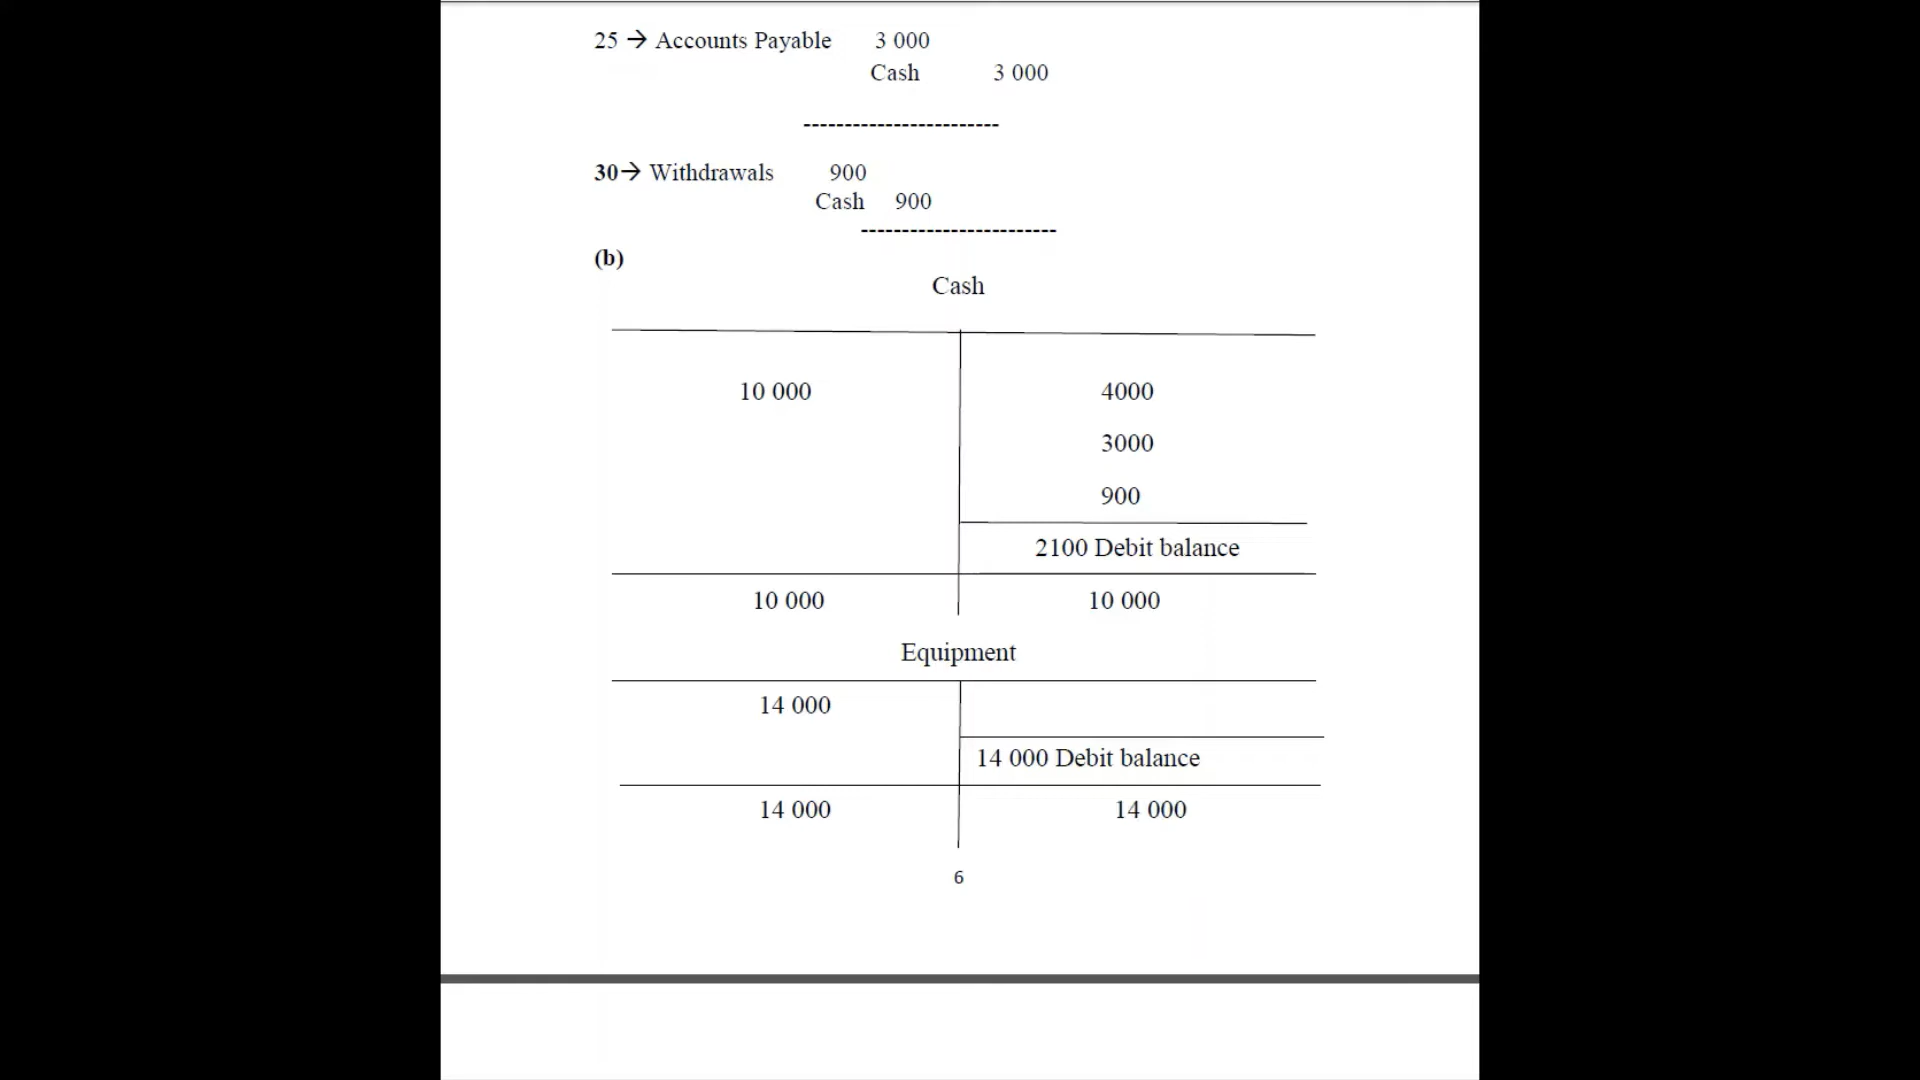 25 → Accounts Payable 3 000
Cash 3 000
------------------------
30→ Withdrawals 900
Cash 900
------------------------
(b)
Cash
10 000 4000
3000
900
2100 Debit balance
10 000 10 000
Equipment
14 000
14 000 Debit balance
14 000 14 000
6